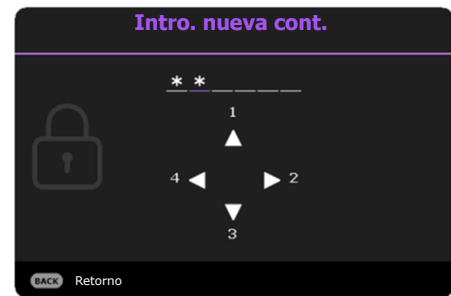 Intro. nueva cont.
* * _ _ _ _
1
4 2
3
BACK Retorno